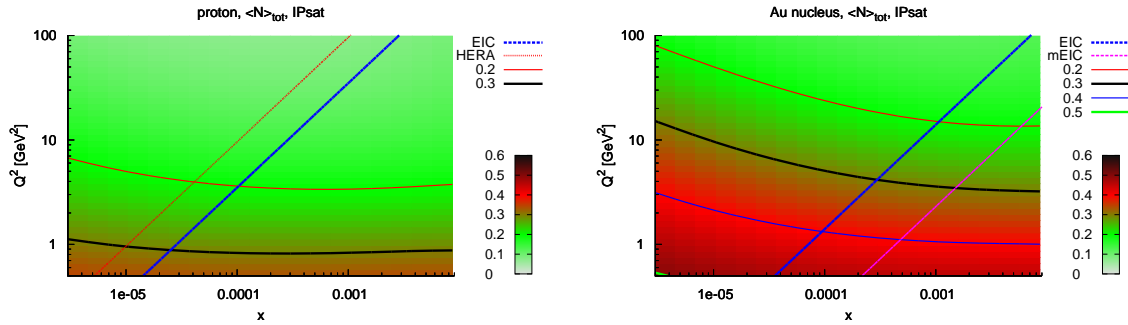 proton, <N>tot, IPsat
Q2 [GeV2]
100
10
1
1e-05
0.0001
0.001
x
EIC
HERA
0.2
0.3
0.6
0.5
0.4
0.3
0.2
0.1
0
Au nucleus, <N>tot, IPsat
Q2 [GeV2]
100
10
1
1e-05
0.0001
0.001
x
EIC
mEIC
0.2
0.3
0.4
0.5
0.6
0.5
0.4
0.3
0.2
0.1
0